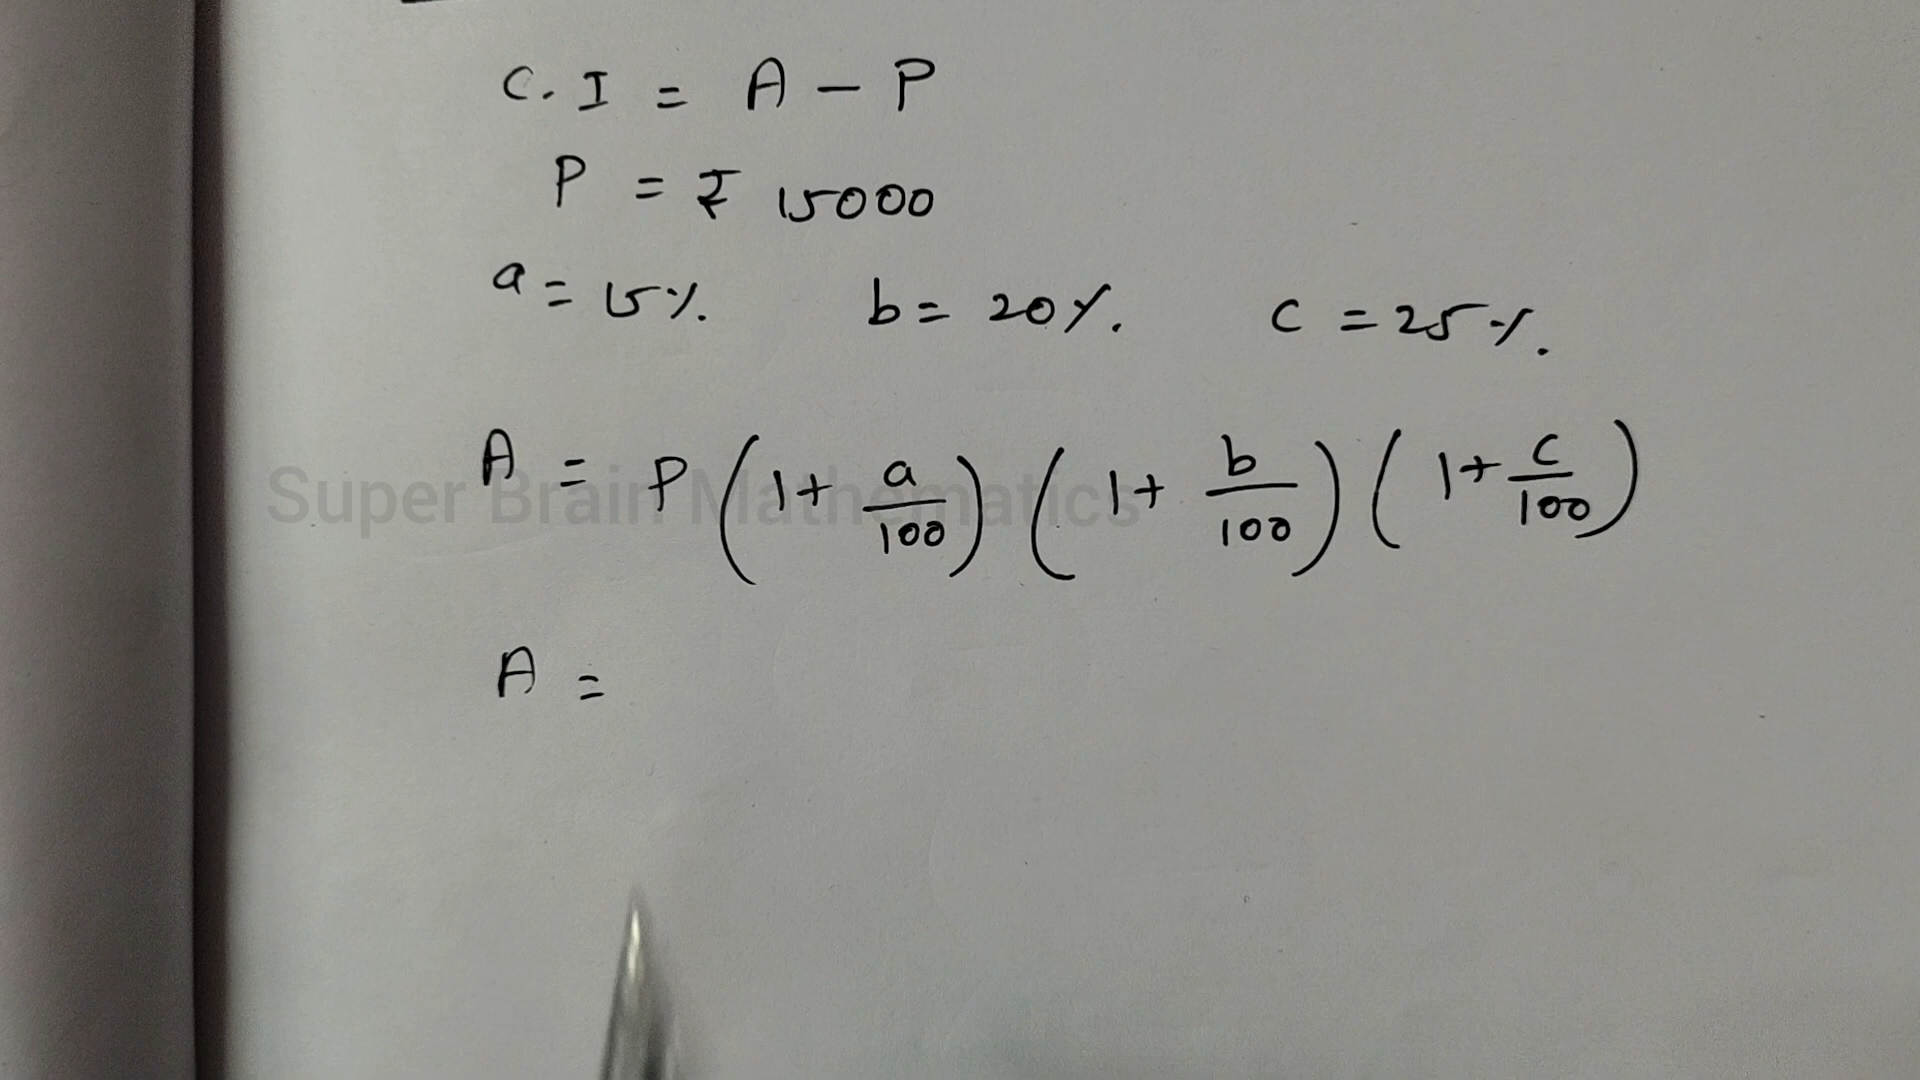 C.I = A - P
P = ₹ 15000
a = 15%. b = 20%. c = 25%.
A = P (1 + a/100) (1 + b/100) (1 + c/100)
Super Brain Mathematics
A =